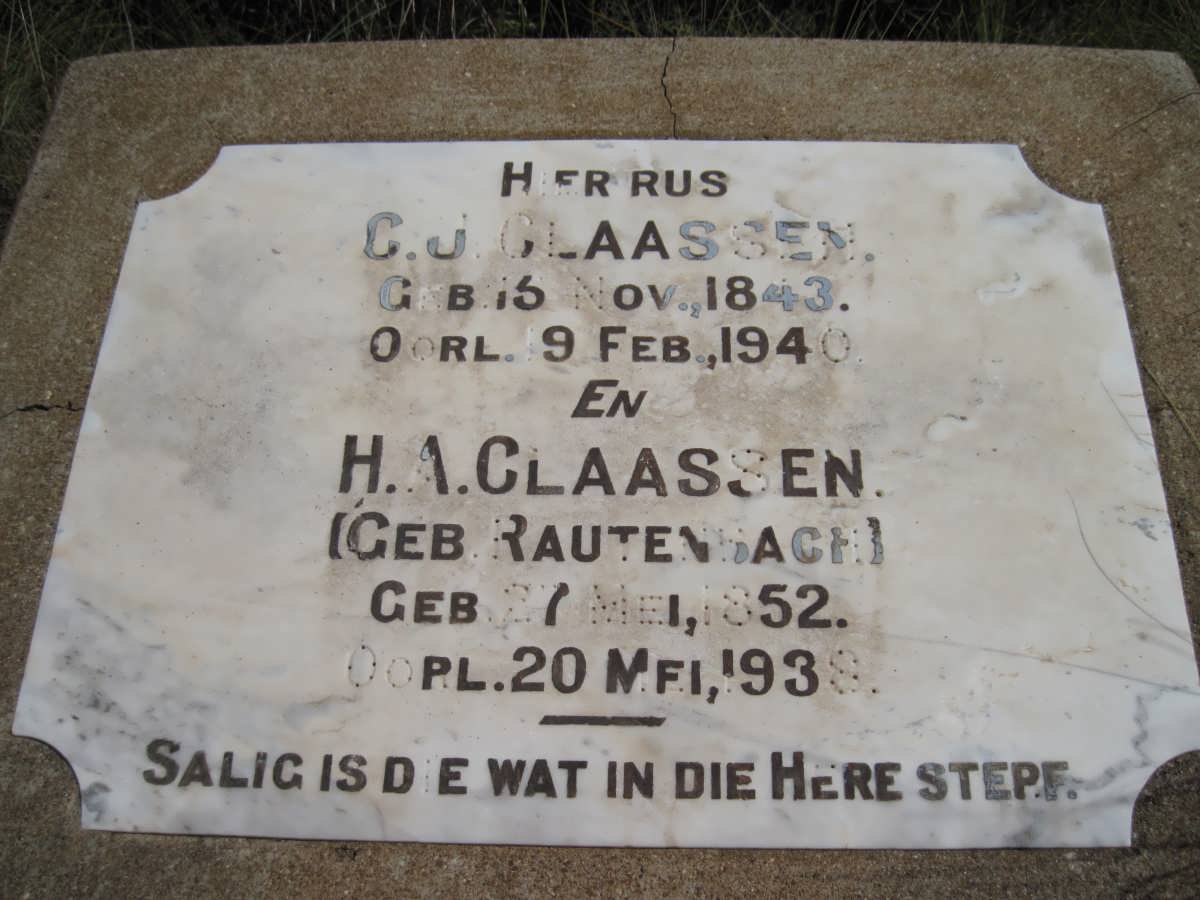 HIER RUS
C.J. CLAASSEN.
GEB. 16 NOV., 1843.
OORL. 19 FEB., 1940.
EN
H.A. CLAASSEN.
(GEB. RAUTENBACH)
GEB. 27 MEI, 1852.
OORL. 20 MEI, 1938.
SALIG IS DIE WAT IN DIE HERE STERF.